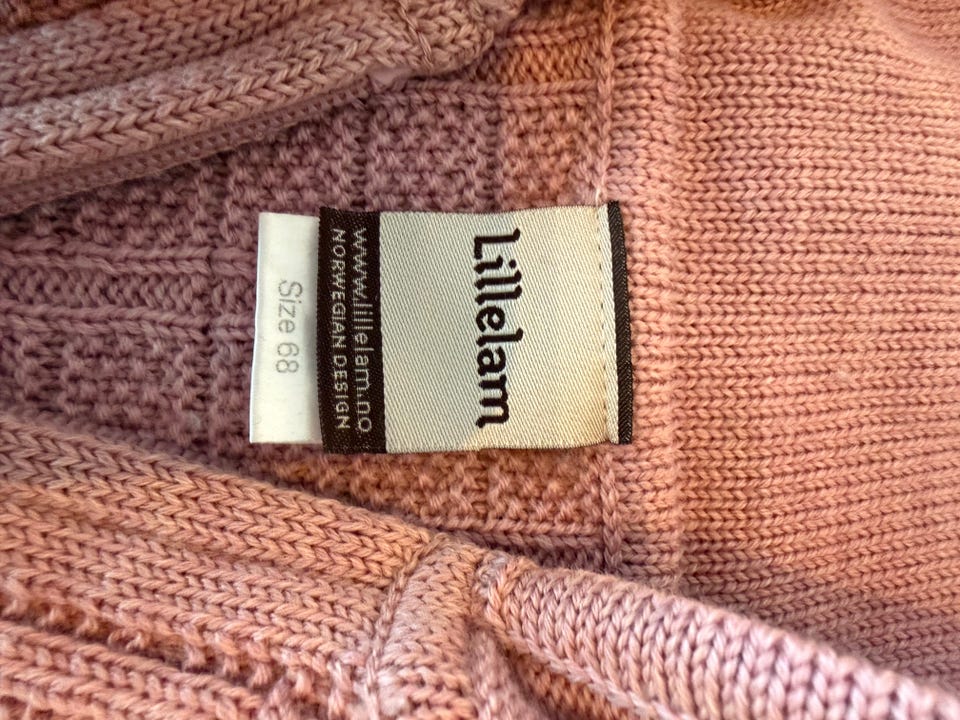 Lillelam
www.lillelam.no
NORWEGIAN DESIGN
Size 68